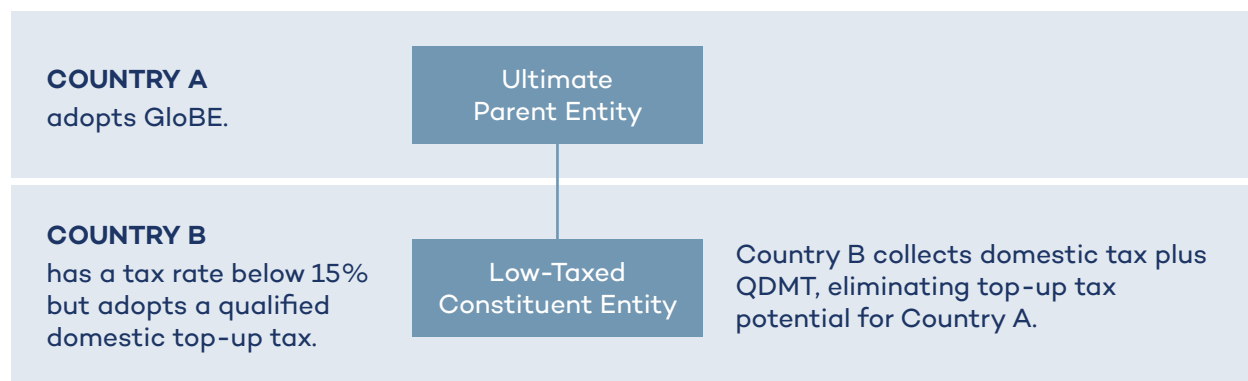 COUNTRY A
adopts GloBE.
Ultimate
Parent Entity
COUNTRY B
has a tax rate below 15%
but adopts a qualified
domestic top-up tax.
Low-Taxed
Constituent Entity
Country B collects domestic tax plus
QDMT, eliminating top-up tax
potential for Country A.